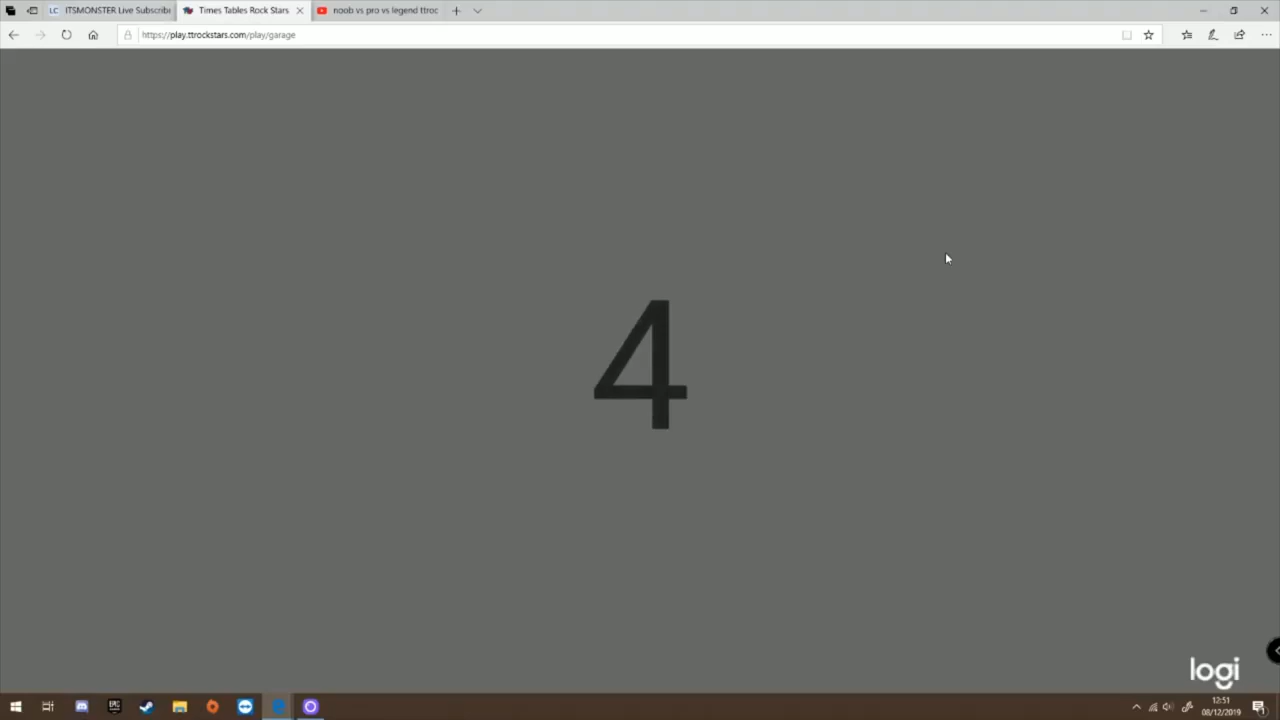 ITSMONSTER Live Subscribe
Times Tables Rock Stars
noob vs pro vs legend ttroc
https://play.ttrockstars.com/play/garage
4
logi
12:51
08/12/2019